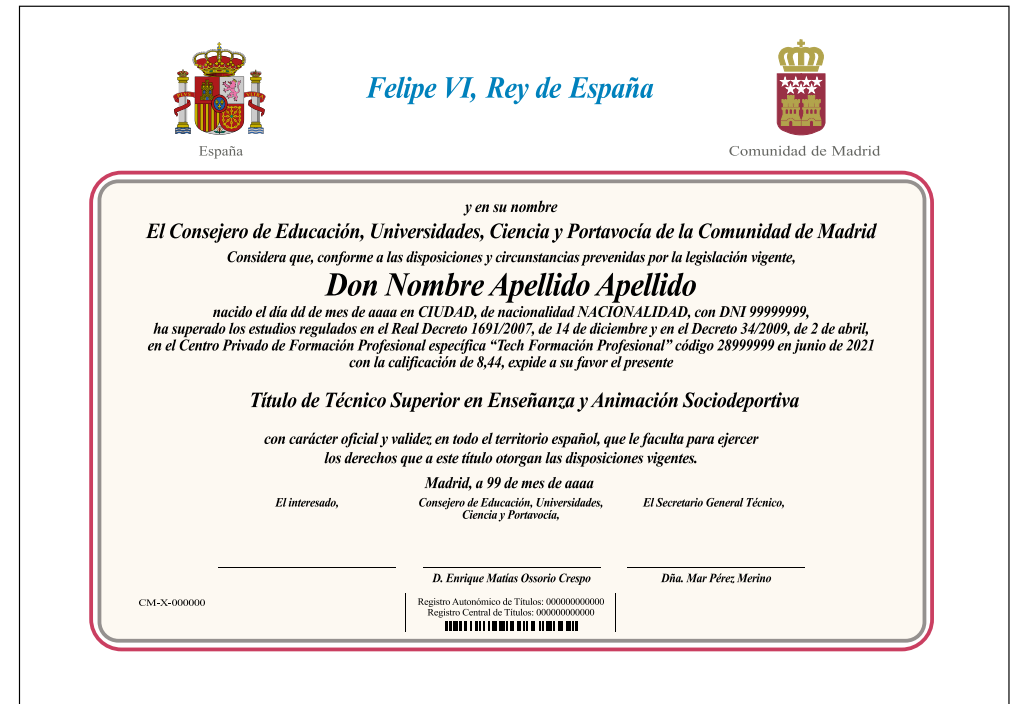 Felipe VI, Rey de España
España
Comunidad de Madrid
y en su nombre
El Consejero de Educación, Universidades, Ciencia y Portavocía de la Comunidad de Madrid
Considera que, conforme a las disposiciones y circunstancias prevenidas por la legislación vigente,
Don Nombre Apellido Apellido
nacido el día dd de mes de aaaa en CIUDAD, de nacionalidad NACIONALIDAD, con DNI 99999999,
ha superado los estudios regulados en el Real Decreto 1691/2007, de 14 de diciembre y en el Decreto 34/2009, de 2 de abril,
en el Centro Privado de Formación Profesional específica “Tech Formación Profesional” código 28999999 en junio de 2021
con la calificación de 8,44, expide a su favor el presente
Título de Técnico Superior en Enseñanza y Animación Sociodeportiva
con carácter oficial y validez en todo el territorio español, que le faculta para ejercer
los derechos que a este título otorgan las disposiciones vigentes.
Madrid, a 99 de mes de aaaa
El interesado,
Consejero de Educación, Universidades,
Ciencia y Portavocía,
El Secretario General Técnico,
D. Enrique Matías Ossorio Crespo
Dña. Mar Pérez Merino
CM-X-000000
Registro Autonómico de Títulos: 000000000000
Registro Central de Títulos: 000000000000